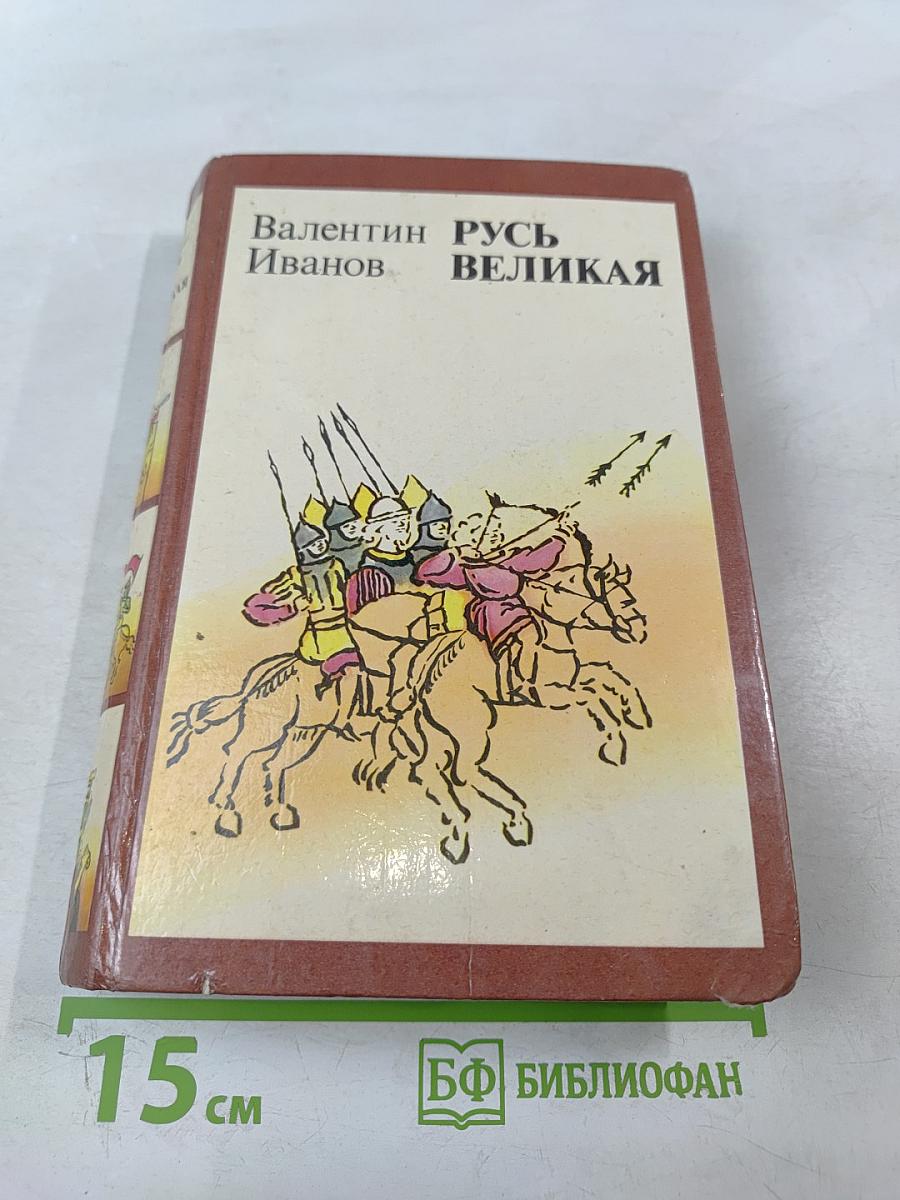 Валентин
Иванов
РУСЬ
ВЕЛИКАЯ
15 см
БФ БИБЛИОФАН